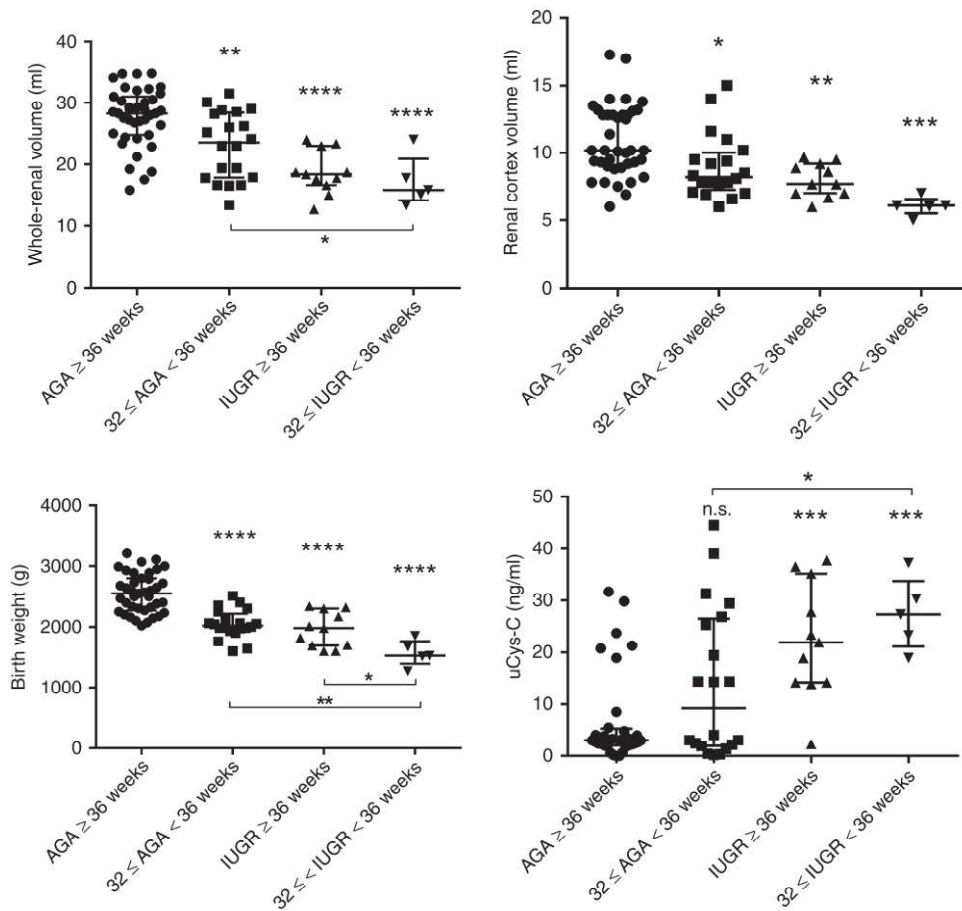 Whole-renal volume (ml)
40
30
20
10
0
**
****
****
*
AGA ≥ 36 weeks
32 ≤ AGA < 36 weeks
IUGR ≥ 36 weeks
32 ≤ IUGR < 36 weeks
Renal cortex volume (ml)
20
15
10
5
0
*
**
***
AGA ≥ 36 weeks
32 ≤ AGA < 36 weeks
IUGR ≥ 36 weeks
32 ≤ IUGR < 36 weeks
Birth weight (g)
4000
3000
2000
1000
0
****
****
****
*
**
AGA ≥ 36 weeks
32 ≤ AGA < 36 weeks
IUGR ≥ 36 weeks
32 ≤ < IUGR < 36 weeks
uCys-C (ng/ml)
50
40
30
20
10
0
*
n.s.
***
***
AGA ≥ 36 weeks
32 ≤ AGA < 36 weeks
IUGR ≥ 36 weeks
32 ≤ IUGR < 36 weeks